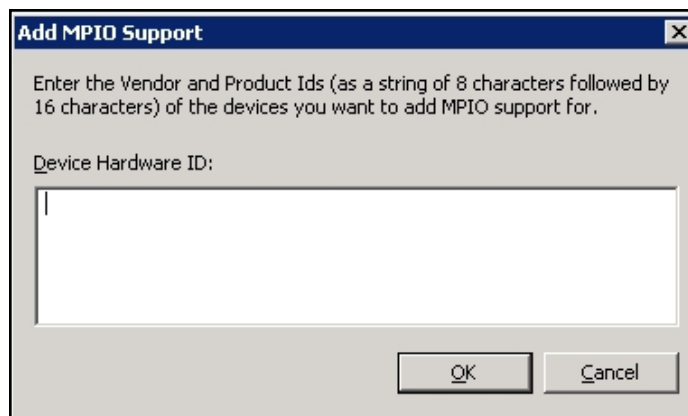 Add MPIO Support
Enter the Vendor and Product Ids (as a string of 8 characters followed by
16 characters) of the devices you want to add MPIO support for.
Device Hardware ID:
OK
Cancel